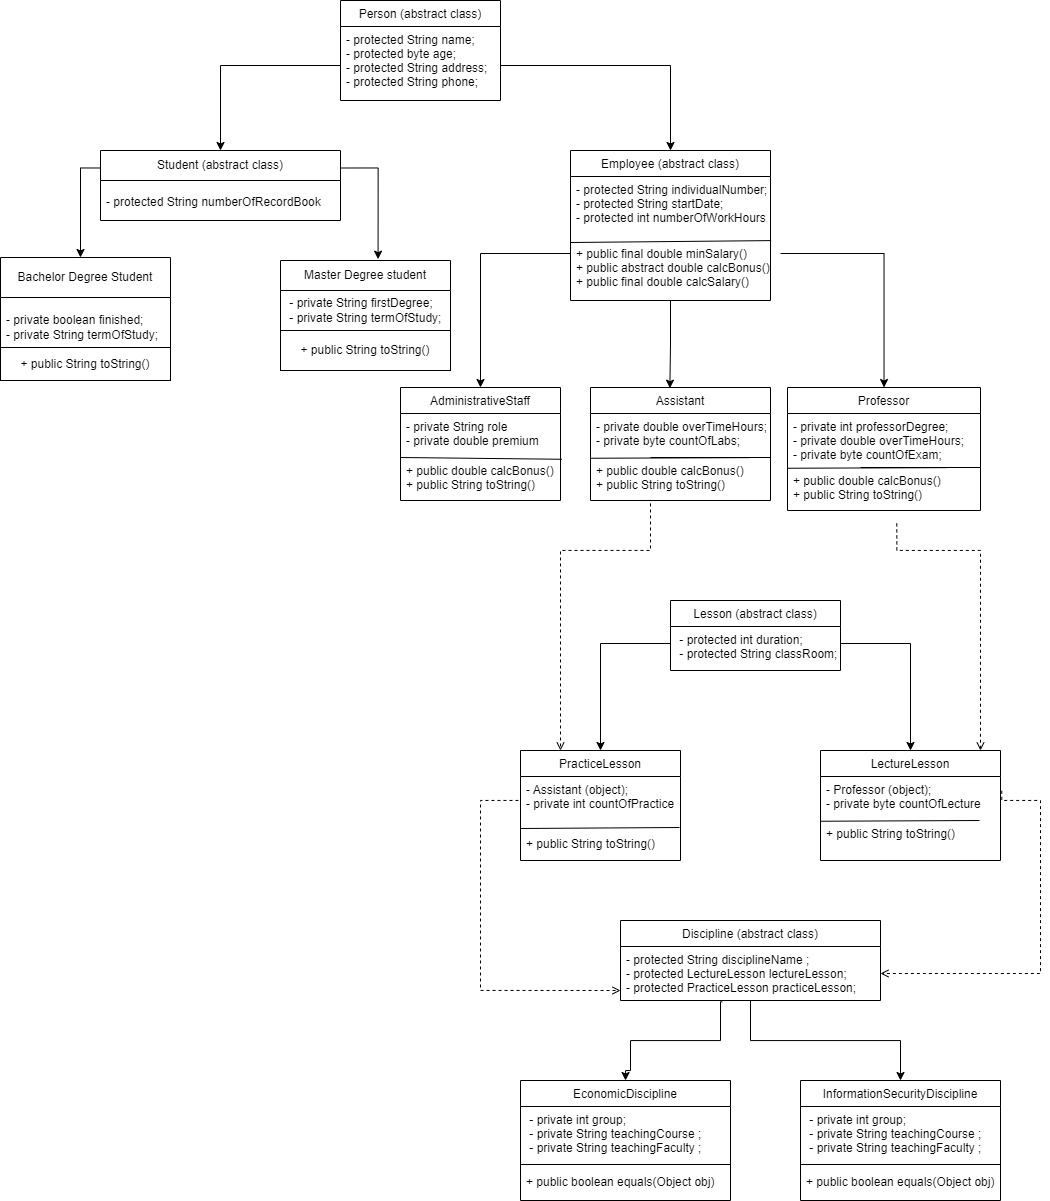 Person (abstract class)
- protected String name;
- protected byte age;
- protected String address;
- protected String phone;
Student (abstract class)
- protected String numberOfRecordBook
Employee (abstract class)
- protected String individualNumber;
- protected String startDate;
- protected int numberOfWorkHours
+ public final double minSalary()
+ public abstract double calcBonus()
+ public final double calcSalary()
Bachelor Degree Student
- private boolean finished;
- private String termOfStudy;
+ public String toString()
Master Degree student
- private String firstDegree;
- private String termOfStudy;
+ public String toString()
AdministrativeStaff
- private String role
- private double premium
+ public double calcBonus()
+ public String toString()
Assistant
- private double overTimeHours;
- private byte countOfLabs;
+ public double calcBonus()
+ public String toString()
Professor
- private int professorDegree;
- private double overTimeHours;
- private byte countOfExam;
+ public double calcBonus()
+ public String toString()
Lesson (abstract class)
- protected int duration;
- protected String classRoom;
PracticeLesson
- Assistant (object);
- private int countOfPractice
+ public String toString()
LectureLesson
- Professor (object);
- private byte countOfLecture
+ public String toString()
Discipline (abstract class)
- protected String disciplineName ;
- protected LectureLesson lectureLesson;
- protected PracticeLesson practiceLesson;
EconomicDiscipline
- private int group;
- private String teachingCourse ;
- private String teachingFaculty ;
+ public boolean equals(Object obj)
InformationSecurityDiscipline
- private int group;
- private String teachingCourse ;
- private String teachingFaculty ;
+ public boolean equals(Object obj)